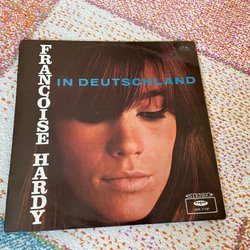 FRANÇOISE HARDY
IN DEUTSCHLAND